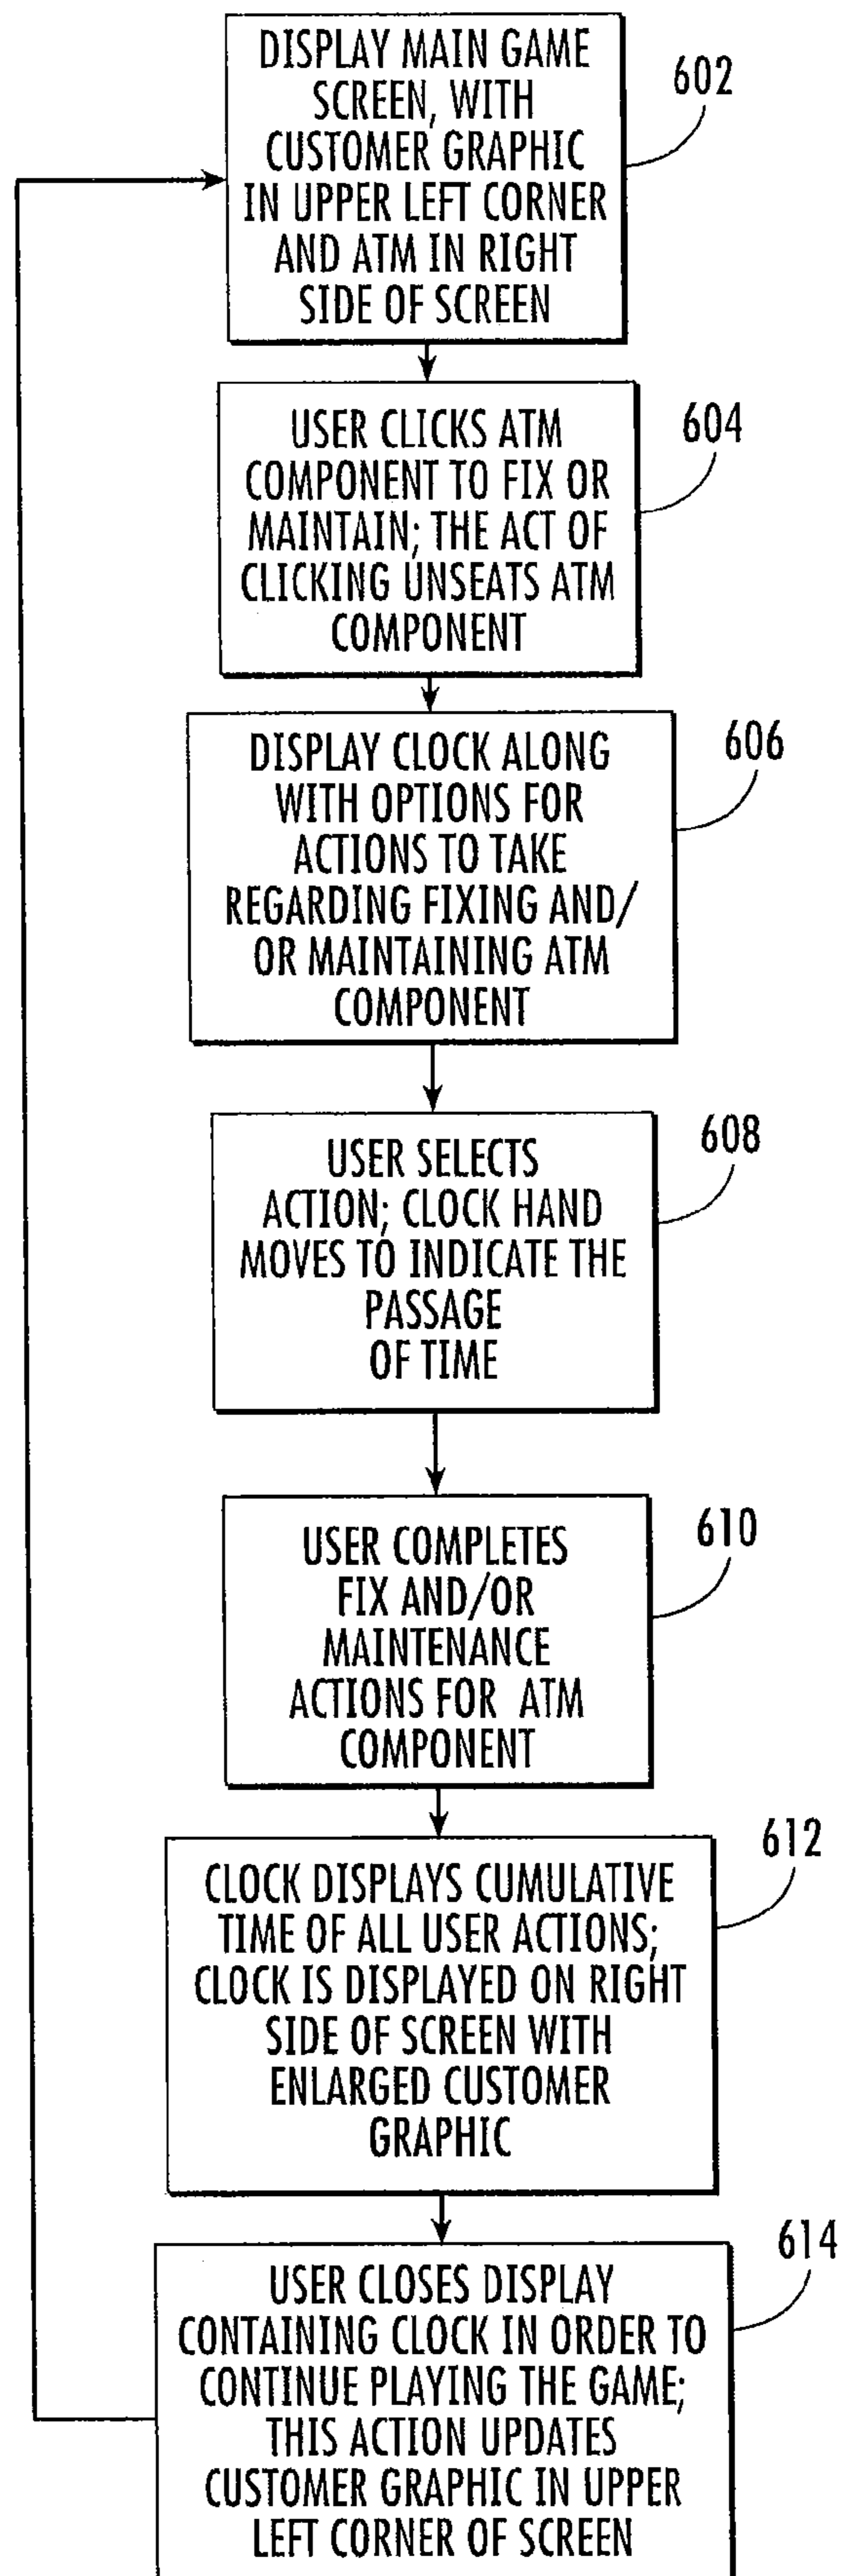 DISPLAY MAIN GAME
SCREEN, WITH
CUSTOMER GRAPHIC
IN UPPER LEFT CORNER
AND ATM IN RIGHT
SIDE OF SCREEN
602
USER CLICKS ATM
COMPONENT TO FIX OR
MAINTAIN; THE ACT OF
CLICKING UNSEATS ATM
COMPONENT
604
DISPLAY CLOCK ALONG
WITH OPTIONS FOR
ACTIONS TO TAKE
REGARDING FIXING AND/
OR MAINTAINING ATM
COMPONENT
606
USER SELECTS
ACTION; CLOCK HAND
MOVES TO INDICATE THE
PASSAGE
OF TIME
608
USER COMPLETES
FIX AND/OR
MAINTENANCE
ACTIONS FOR ATM
COMPONENT
610
CLOCK DISPLAYS CUMULATIVE
TIME OF ALL USER ACTIONS;
CLOCK IS DISPLAYED ON RIGHT
SIDE OF SCREEN WITH
ENLARGED CUSTOMER
GRAPHIC
612
USER CLOSES DISPLAY
CONTAINING CLOCK IN ORDER TO
CONTINUE PLAYING THE GAME;
THIS ACTION UPDATES
CUSTOMER GRAPHIC IN UPPER
LEFT CORNER OF SCREEN
614